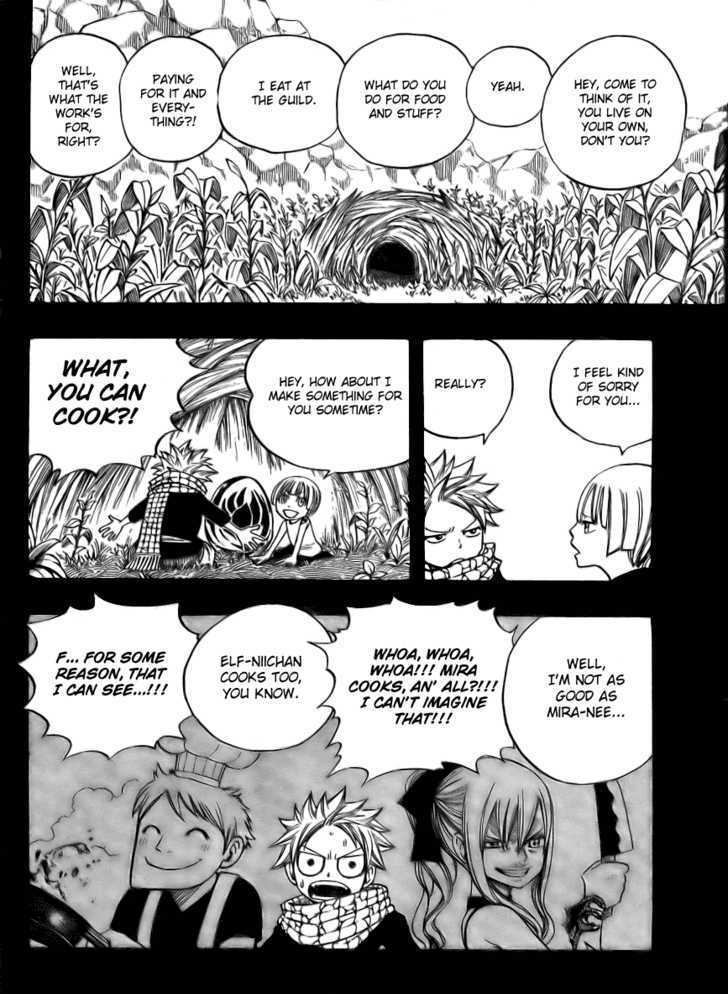 HEY, COME TO
THINK OF IT,
YOU LIVE ON
YOUR OWN,
DON'T YOU?
YEAH.
WHAT DO YOU
DO FOR FOOD
AND STUFF?
I EAT AT
THE GUILD.
PAYING
FOR IT AND
EVERY-
THING?!
WELL,
THAT'S
WHAT THE
WORK'S
FOR,
RIGHT?
I FEEL KIND
OF SORRY
FOR YOU...
REALLY?
HEY, HOW ABOUT I
MAKE SOMETHING FOR
YOU SOMETIME?
WHAT,
YOU CAN
COOK?!
WELL,
I'M NOT AS
GOOD AS
MIRA-NEE...
WHOA, WHOA,
WHOA!!! MIRA
COOKS, AN' ALL?!!!
I CAN'T IMAGINE
THAT!!!
ELF-NIICHAN
COOKS TOO,
YOU KNOW.
F... FOR SOME
REASON, THAT
I CAN SEE...!!!